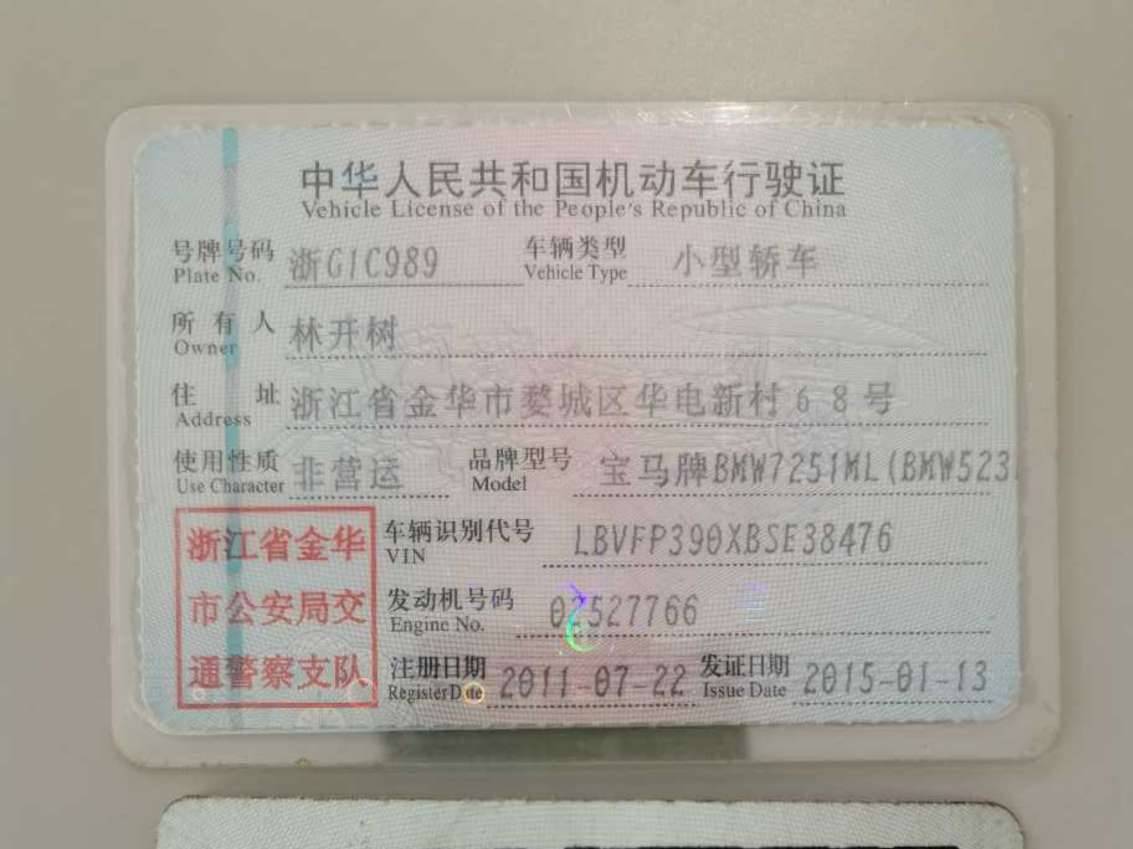 中华人民共和国机动车行驶证
Vehicle License of the People's Republic of China
号牌号码 浙G1C989 车辆类型 小型轿车
Plate No. Vehicle Type
所有人 林开树
Owner
住址 浙江省金华市婺城区华电新村68号
Address
使用性质 非营运 品牌型号 宝马牌BMW7251ML(BMW523
Use Character Model
浙江省金华 车辆识别代号 LBVFP390XBSE38476
VIN
市公安局交 发动机号码 02527766
Engine No.
通警察支队 注册日期 2011-07-22 发证日期 2015-01-13
Register Date Issue Date